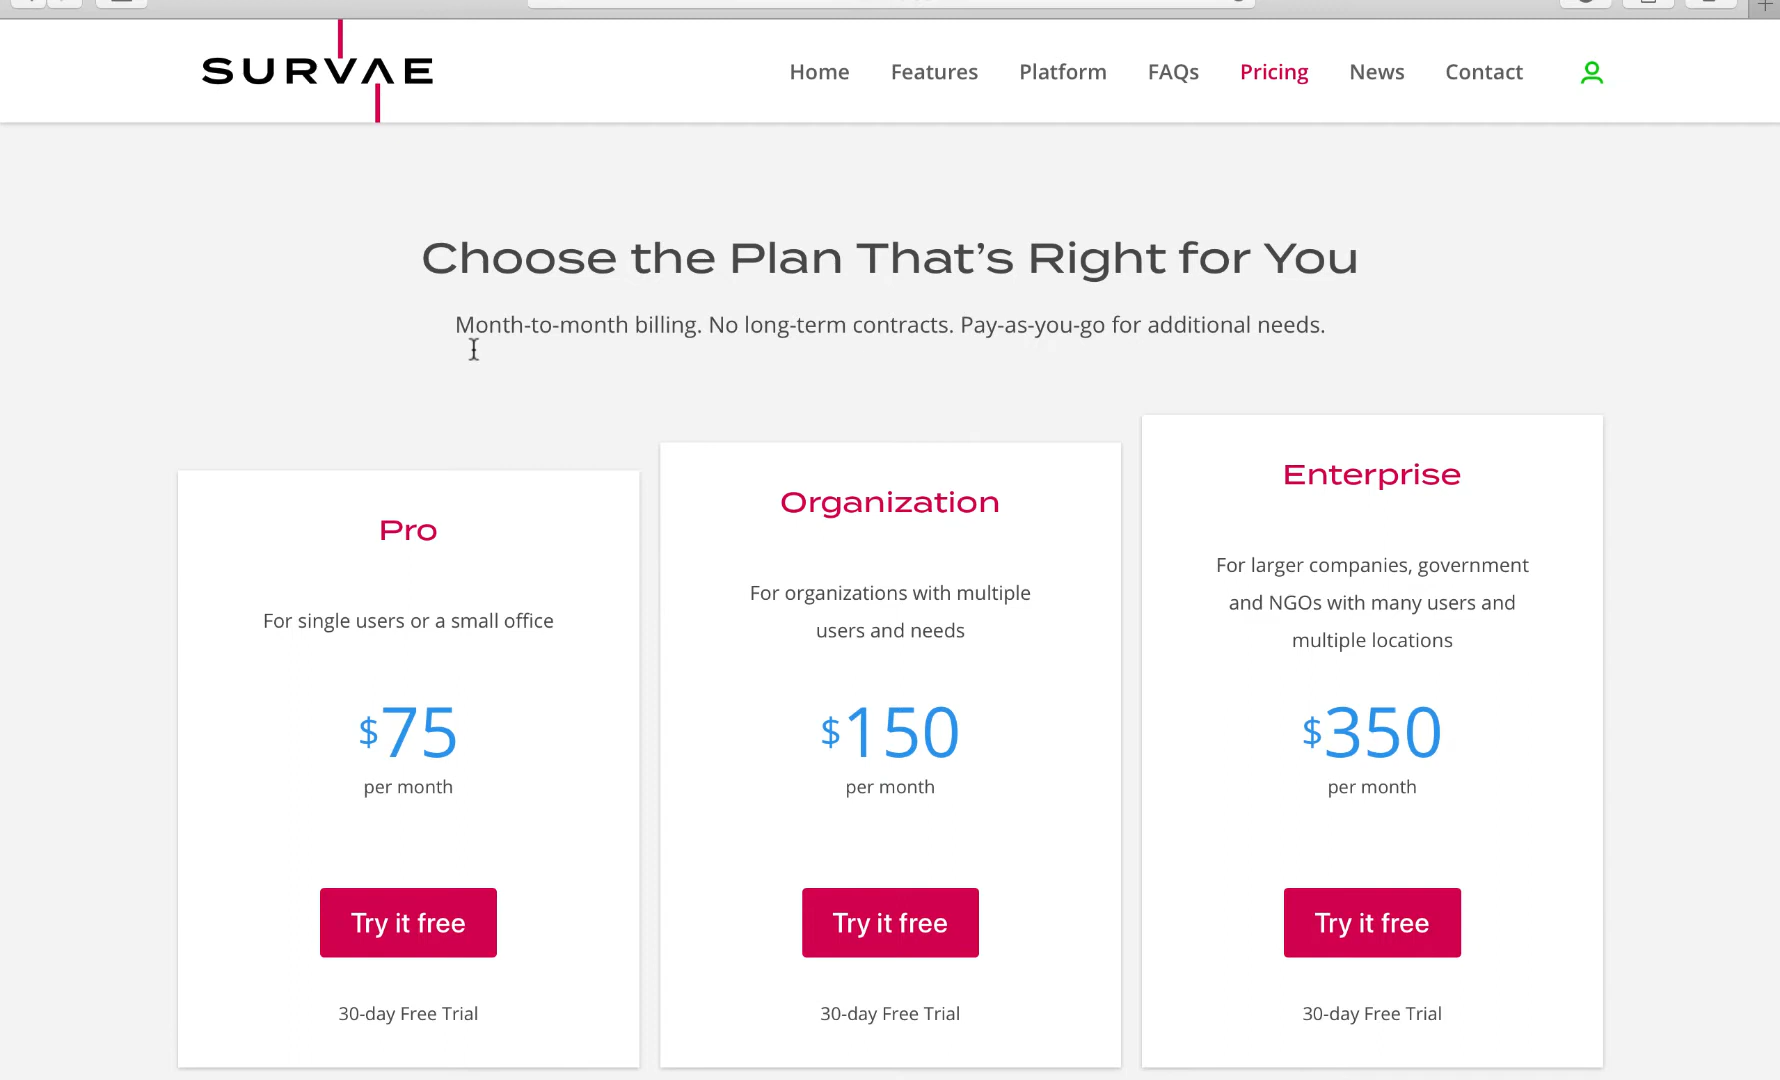 SURVAE
Home Features Platform FAQs Pricing News Contact
Choose the Plan That’s Right for You
Month-to-month billing. No long-term contracts. Pay-as-you-go for additional needs.
Pro
For single users or a small office
$75
per month
Try it free
30-day Free Trial
Organization
For organizations with multiple
users and needs
$150
per month
Try it free
30-day Free Trial
Enterprise
For larger companies, government
and NGOs with many users and
multiple locations
$350
per month
Try it free
30-day Free Trial